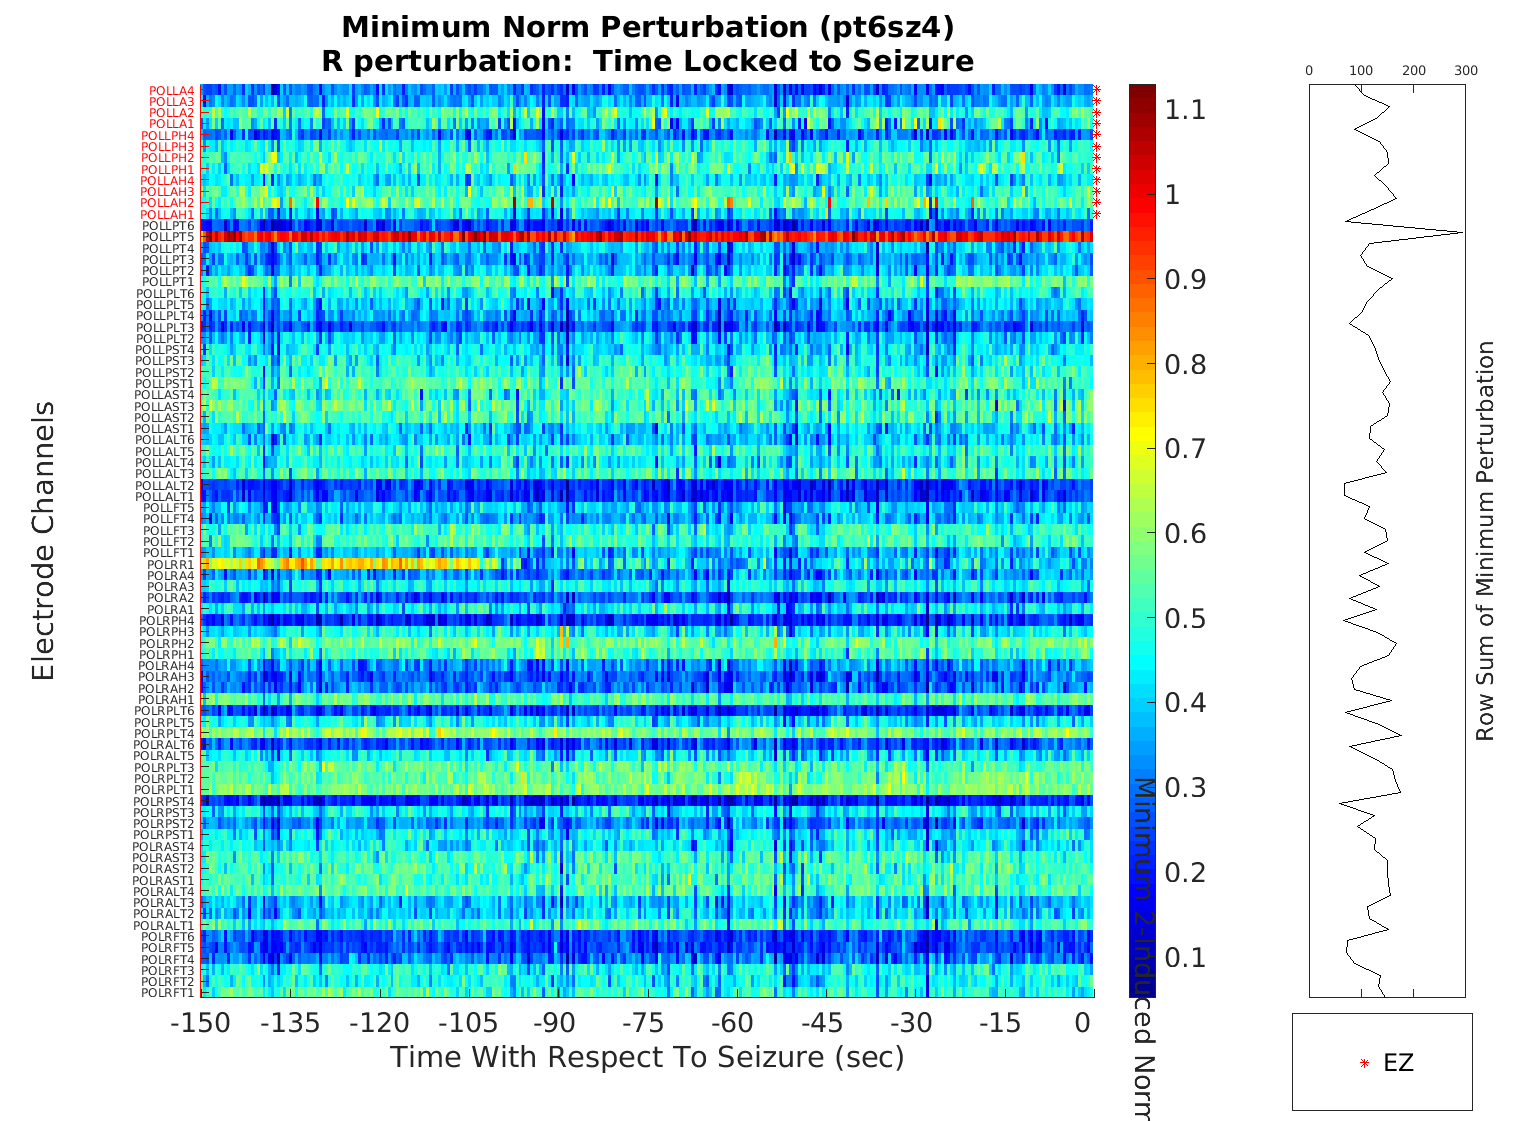 Minimum Norm Perturbation (pt6sz4)
R perturbation:  Time Locked to Seizure
Electrode Channels
POLLA4
POLLA3
POLLA2
POLLA1
POLLPH4
POLLPH3
POLLPH2
POLLPH1
POLLAH4
POLLAH3
POLLAH2
POLLAH1
POLLPT6
POLLPT5
POLLPT4
POLLPT3
POLLPT2
POLLPT1
POLLPLT6
POLLPLT5
POLLPLT4
POLLPLT3
POLLPLT2
POLLPST4
POLLPST3
POLLPST2
POLLPST1
POLLAST4
POLLAST3
POLLAST2
POLLAST1
POLLALT6
POLLALT5
POLLALT4
POLLALT3
POLLALT2
POLLALT1
POLLFT5
POLLFT4
POLLFT3
POLLFT2
POLLFT1
POLRR1
POLRA4
POLRA3
POLRA2
POLRA1
POLRPH4
POLRPH3
POLRPH2
POLRPH1
POLRAH4
POLRAH3
POLRAH2
POLRAH1
POLRPLT6
POLRPLT5
POLRPLT4
POLRALT6
POLRALT5
POLRPLT3
POLRPLT2
POLRPLT1
POLRPST4
POLRPST3
POLRPST2
POLRPST1
POLRAST4
POLRAST3
POLRAST2
POLRAST1
POLRALT4
POLRALT3
POLRALT2
POLRALT1
POLRFT6
POLRFT5
POLRFT4
POLRFT3
POLRFT2
POLRFT1
-150 -135 -120 -105 -90 -75 -60 -45 -30 -15 0
Time With Respect To Seizure (sec)
1.1
1
0.9
0.8
0.7
0.6
0.5
0.4
0.3
0.2
0.1
Minimum 2-Induced Norm
0 100 200 300
Row Sum of Minimum Perturbation
EZ